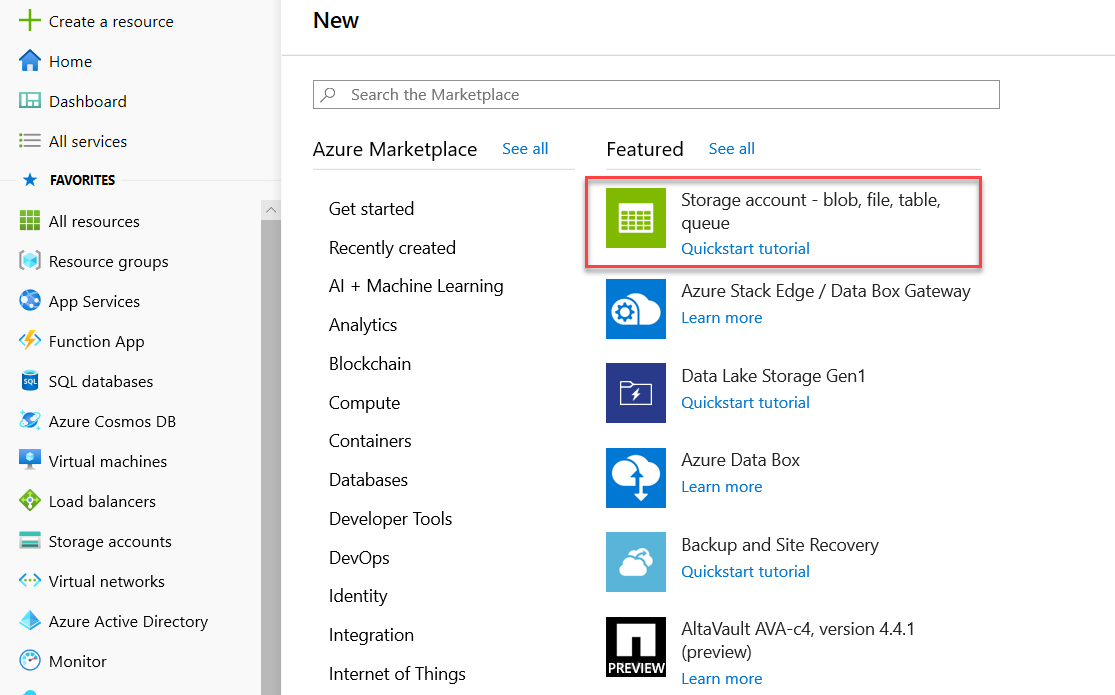 Create a resource
Home
Dashboard
All services
FAVORITES
All resources
Resource groups
App Services
Function App
SQL
SQL databases
Azure Cosmos DB
Virtual machines
Load balancers
Storage accounts
Virtual networks
Azure Active Directory
Monitor
New
Search the Marketplace
Azure Marketplace See all
Get started
Recently created
AI + Machine Learning
Analytics
Blockchain
Compute
Containers
Databases
Developer Tools
DevOps
Identity
Integration
Internet of Things
Featured See all
Storage account - blob, file, table,
queue
Quickstart tutorial
Azure Stack Edge / Data Box Gateway
Learn more
Data Lake Storage Gen1
Quickstart tutorial
Azure Data Box
Learn more
Backup and Site Recovery
Quickstart tutorial
PREVIEW
AltaVault AVA-c4, version 4.4.1
(preview)
Learn more